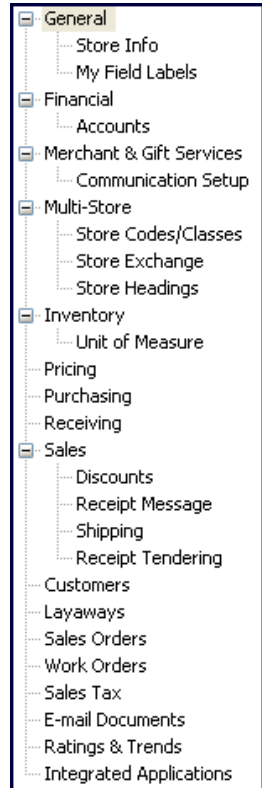 General
Store Info
My Field Labels
Financial
Accounts
Merchant & Gift Services
Communication Setup
Multi-Store
Store Codes/Classes
Store Exchange
Store Headings
Inventory
Unit of Measure
Pricing
Purchasing
Receiving
Sales
Discounts
Receipt Message
Shipping
Receipt Tendering
Customers
Layaways
Sales Orders
Work Orders
Sales Tax
E-mail Documents
Ratings & Trends
Integrated Applications